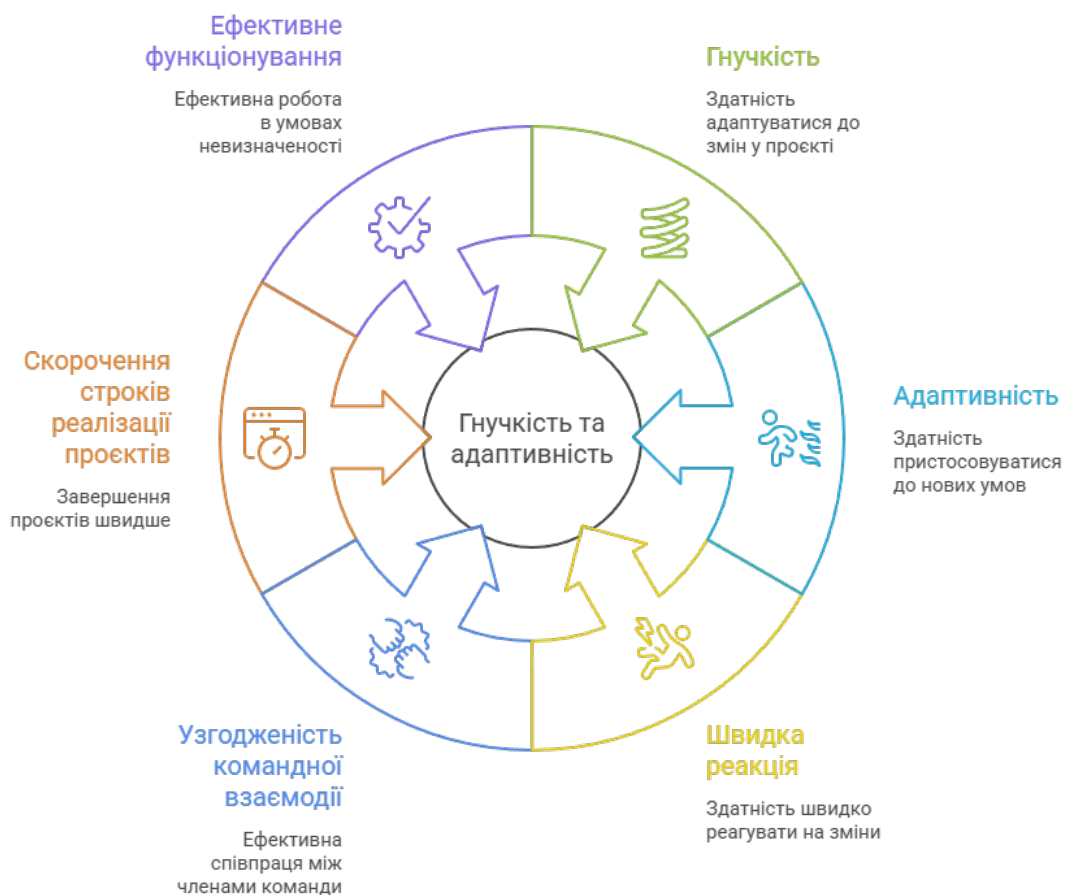 Ефективне
функціонування
Ефективна робота
в умовах
невизначеності
Гнучкість
Здатність
адаптуватися до
змін у проєкті
Адаптивність
Здатність
пристосовуватися
до нових умов
Швидка
реакція
Здатність швидко
реагувати на зміни
Узгодженість
командної
взаємодії
Ефективна
співпраця між
членами команди
Скорочення
строків
реалізації
проєктів
Завершення
проєктів швидше
Гнучкість та
адаптивність